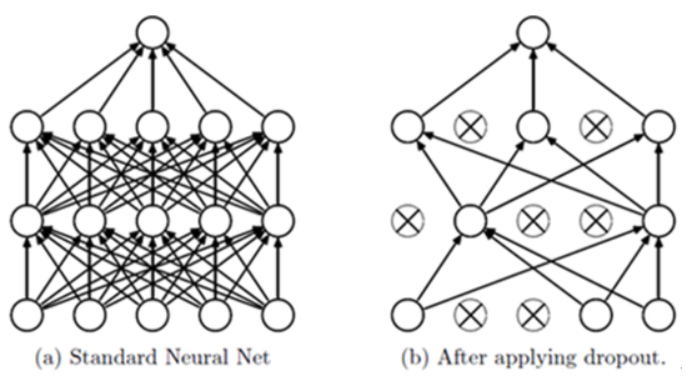 (a) Standard Neural Net
(b) After applying dropout.